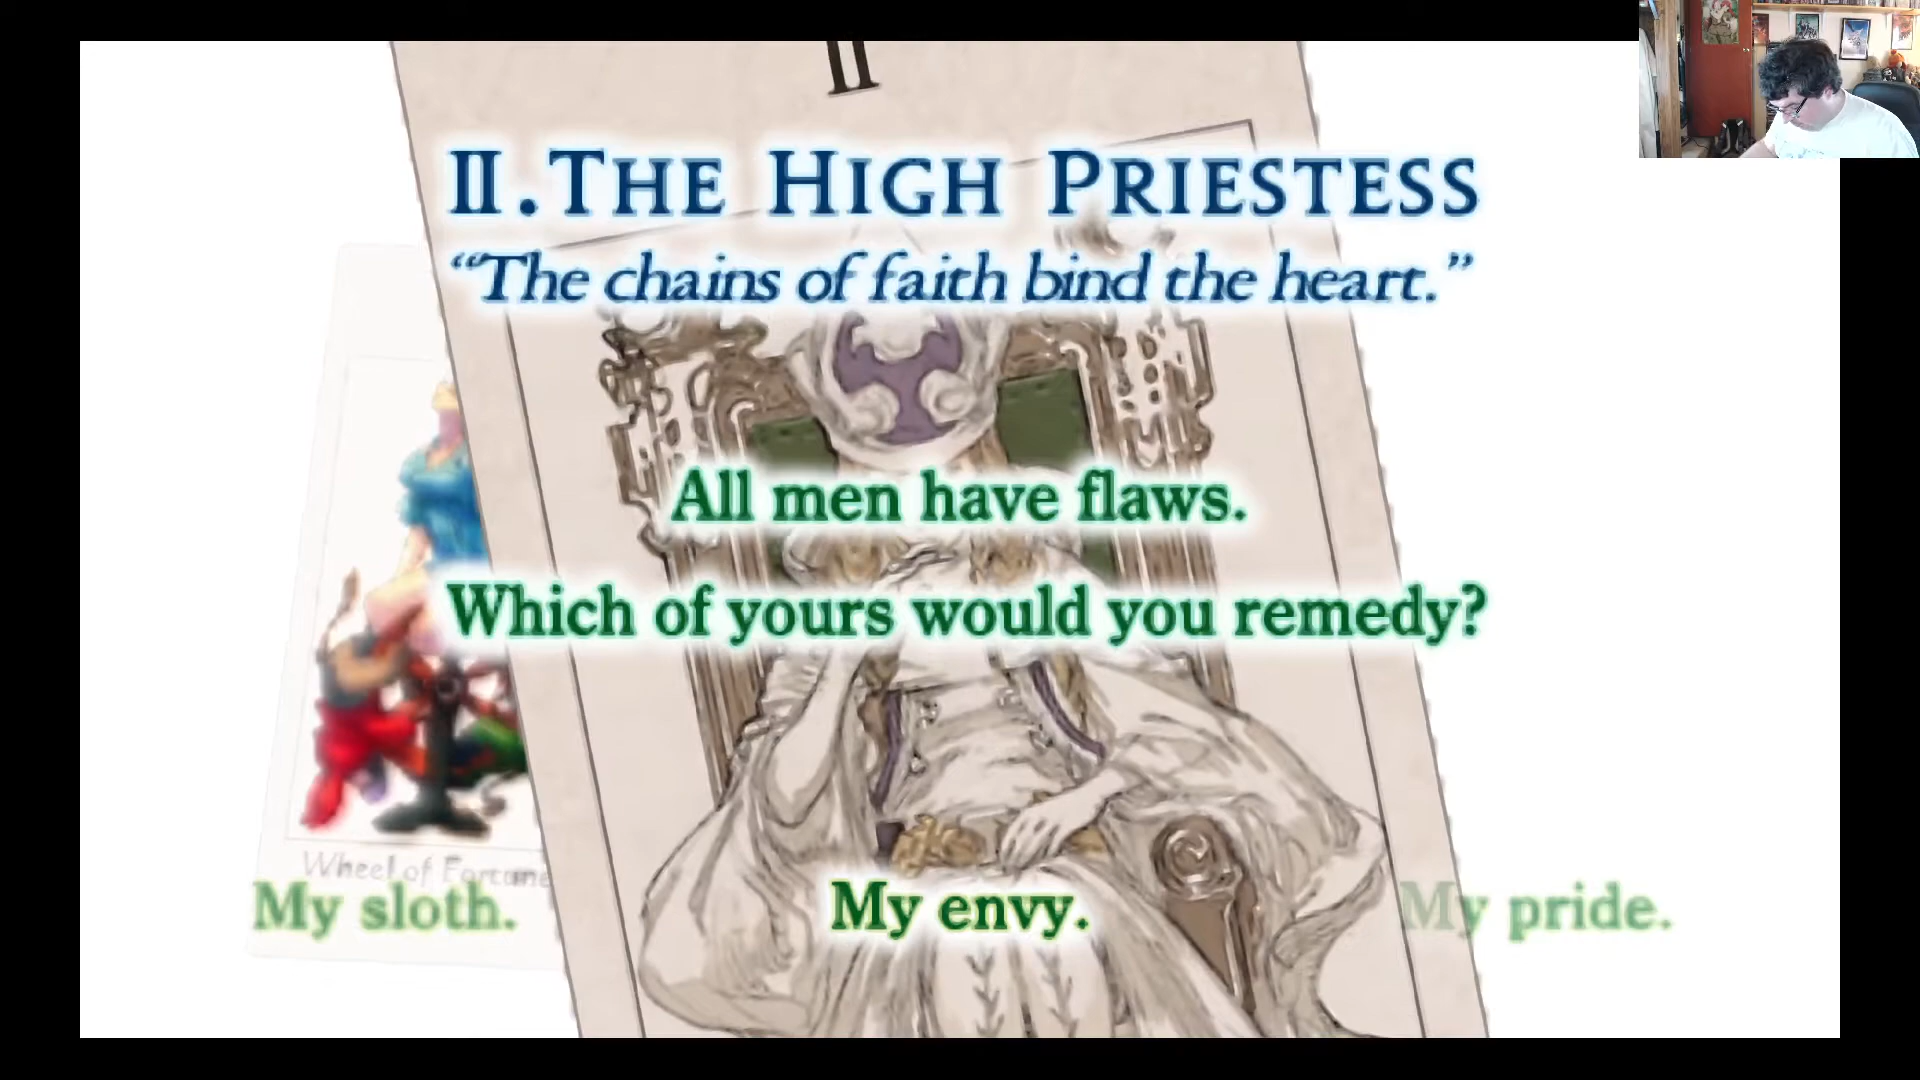 II
II. THE HIGH PRIESTESS
“The chains of faith bind the heart.”
All men have flaws.
Which of yours would you remedy?
Wheel of Fortune
My sloth. My envy. My pride.